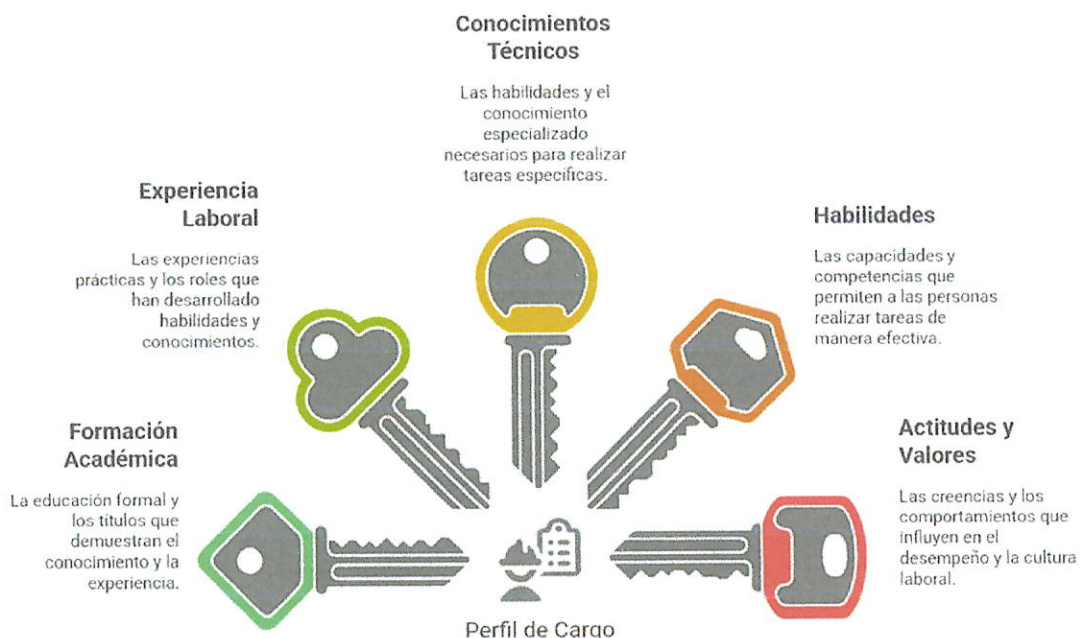 Conocimientos
Técnicos
Las habilidades y el
conocimiento
especializado
necesarios para realizar
tareas específicas.
Experiencia
Laboral
Las experiencias
prácticas y los roles que
han desarrollado
habilidades y
conocimientos.
Habilidades
Las capacidades y
competencias que
permiten a las personas
realizar tareas de
manera efectiva.
Formación
Académica
La educación formal y
los títulos que
demuestran el
conocimiento y la
experiencia.
Actitudes y
Valores
Las creencias y los
comportamientos que
influyen en el
desempeño y la cultura
laboral.
Perfil de Cargo